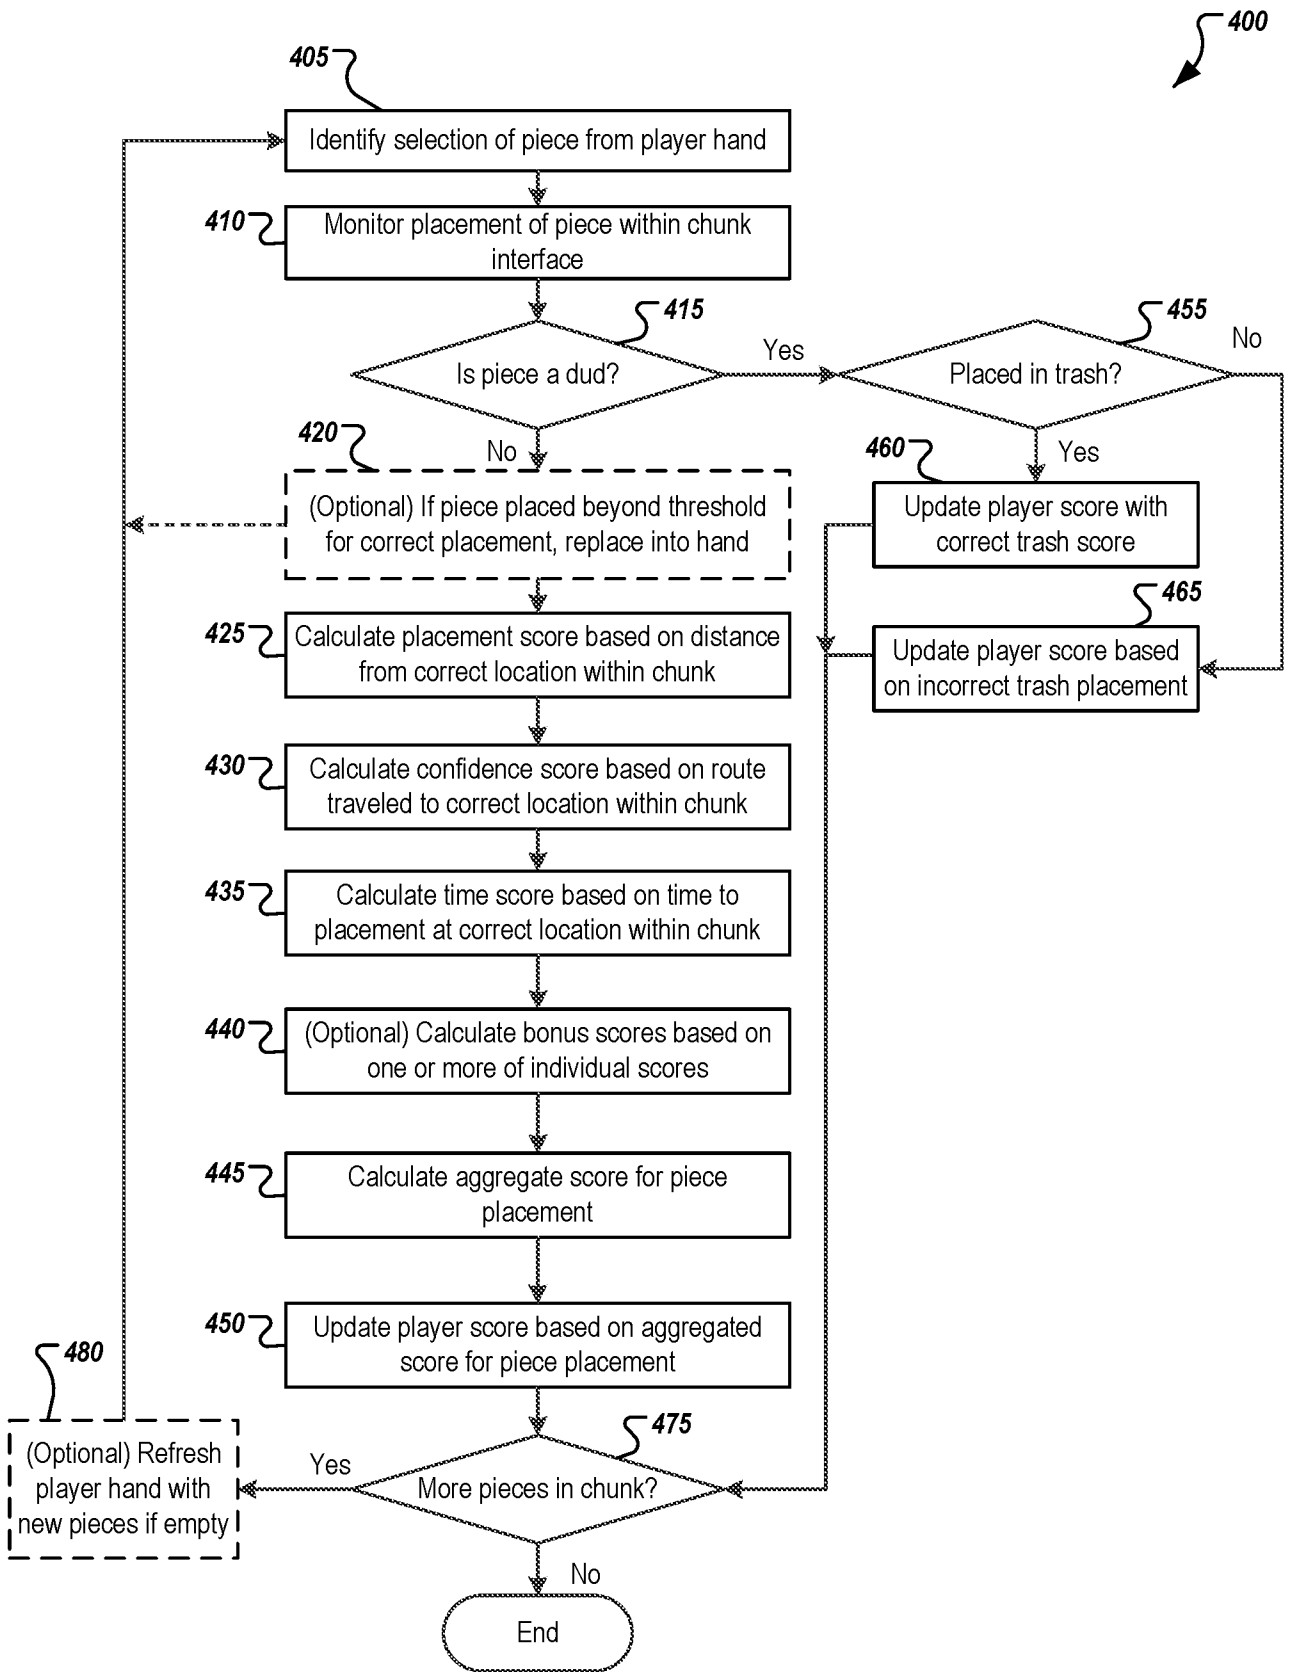 400
405
Identify selection of piece from player hand
410
Monitor placement of piece within chunk
interface
415
Is piece a dud?
Yes
455
Placed in trash?
No
420
No
(Optional) If piece placed beyond threshold
for correct placement, replace into hand
460
Yes
Update player score with
correct trash score
425
Calculate placement score based on distance
from correct location within chunk
465
Update player score based
on incorrect trash placement
430
Calculate confidence score based on route
traveled to correct location within chunk
435
Calculate time score based on time to
placement at correct location within chunk
440
(Optional) Calculate bonus scores based on
one or more of individual scores
445
Calculate aggregate score for piece
placement
450
Update player score based on aggregated
score for piece placement
480
(Optional) Refresh
player hand with
new pieces if empty
Yes
475
More pieces in chunk?
No
End